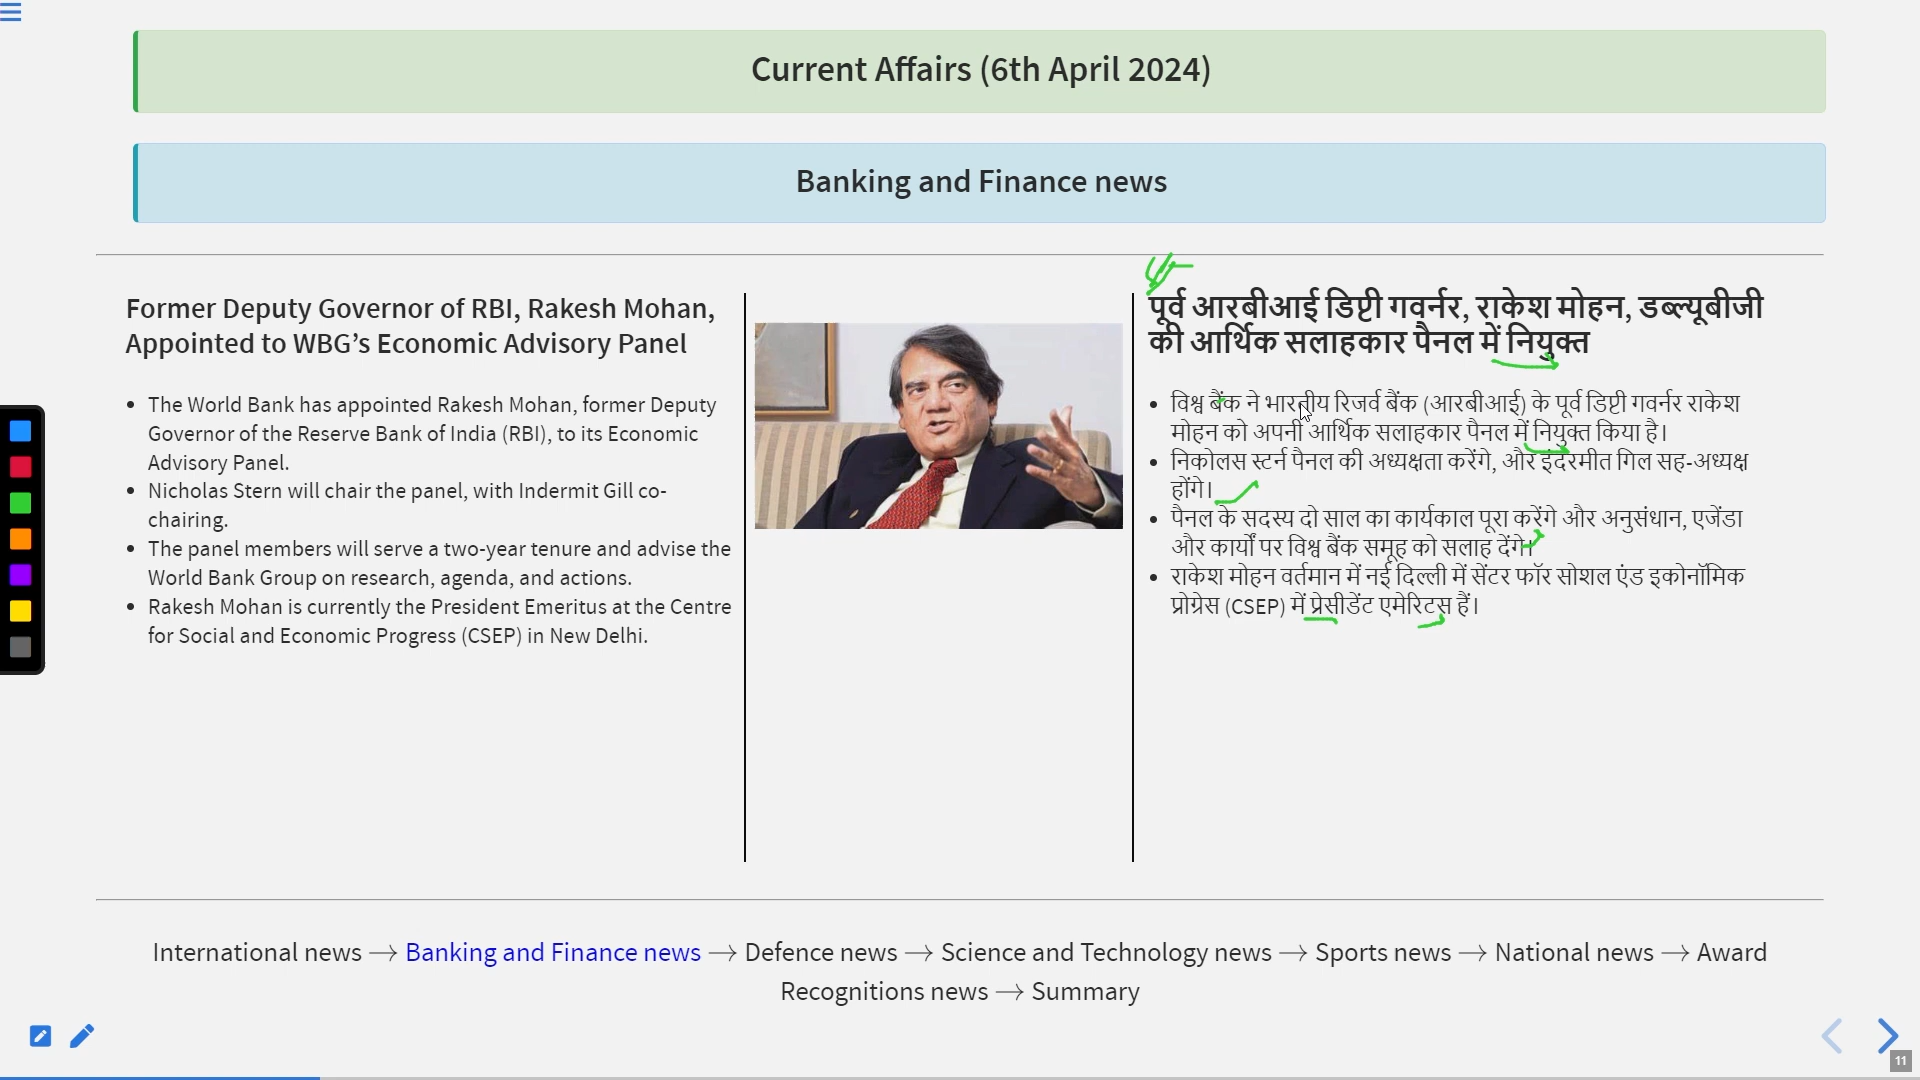 Current Affairs (6th April 2024)
Banking and Finance news
Former Deputy Governor of RBI, Rakesh Mohan,
Appointed to WBG’s Economic Advisory Panel
• The World Bank has appointed Rakesh Mohan, former Deputy
Governor of the Reserve Bank of India (RBI), to its Economic
Advisory Panel.
• Nicholas Stern will chair the panel, with Indermit Gill co-
chairing.
• The panel members will serve a two-year tenure and advise the
World Bank Group on research, agenda, and actions.
• Rakesh Mohan is currently the President Emeritus at the Centre
for Social and Economic Progress (CSEP) in New Delhi.
पूर्व आरबीआई डिप्टी गवर्नर, राकेश मोहन, डब्ल्यूबीजी
की आर्थिक सलाहकार पैनल में नियुक्त
• विश्व बैंक ने भारतीय रिजर्व बैंक (आरबीआई) के पूर्व डिप्टी गवर्नर राकेश
मोहन को अपनी आर्थिक सलाहकार पैनल में नियुक्त किया है।
• निकोलस स्टर्न पैनल की अध्यक्षता करेंगे, और इंदरमीत गिल सह-अध्यक्ष
होंगे।
• पैनल के सदस्य दो साल का कार्यकाल पूरा करेंगे और अनुसंधान, एजेंडा
और कार्यों पर विश्व बैंक समूह को सलाह देंगे।
• राकेश मोहन वर्तमान में नई दिल्ली में सेंटर फॉर सोशल एंड इकोनॉमिक
प्रोग्रेस (CSEP) में प्रेसीडेंट एमेरिटस हैं।
International news → Banking and Finance news → Defence news → Science and Technology news → Sports news → National news → Award
Recognitions news → Summary
11